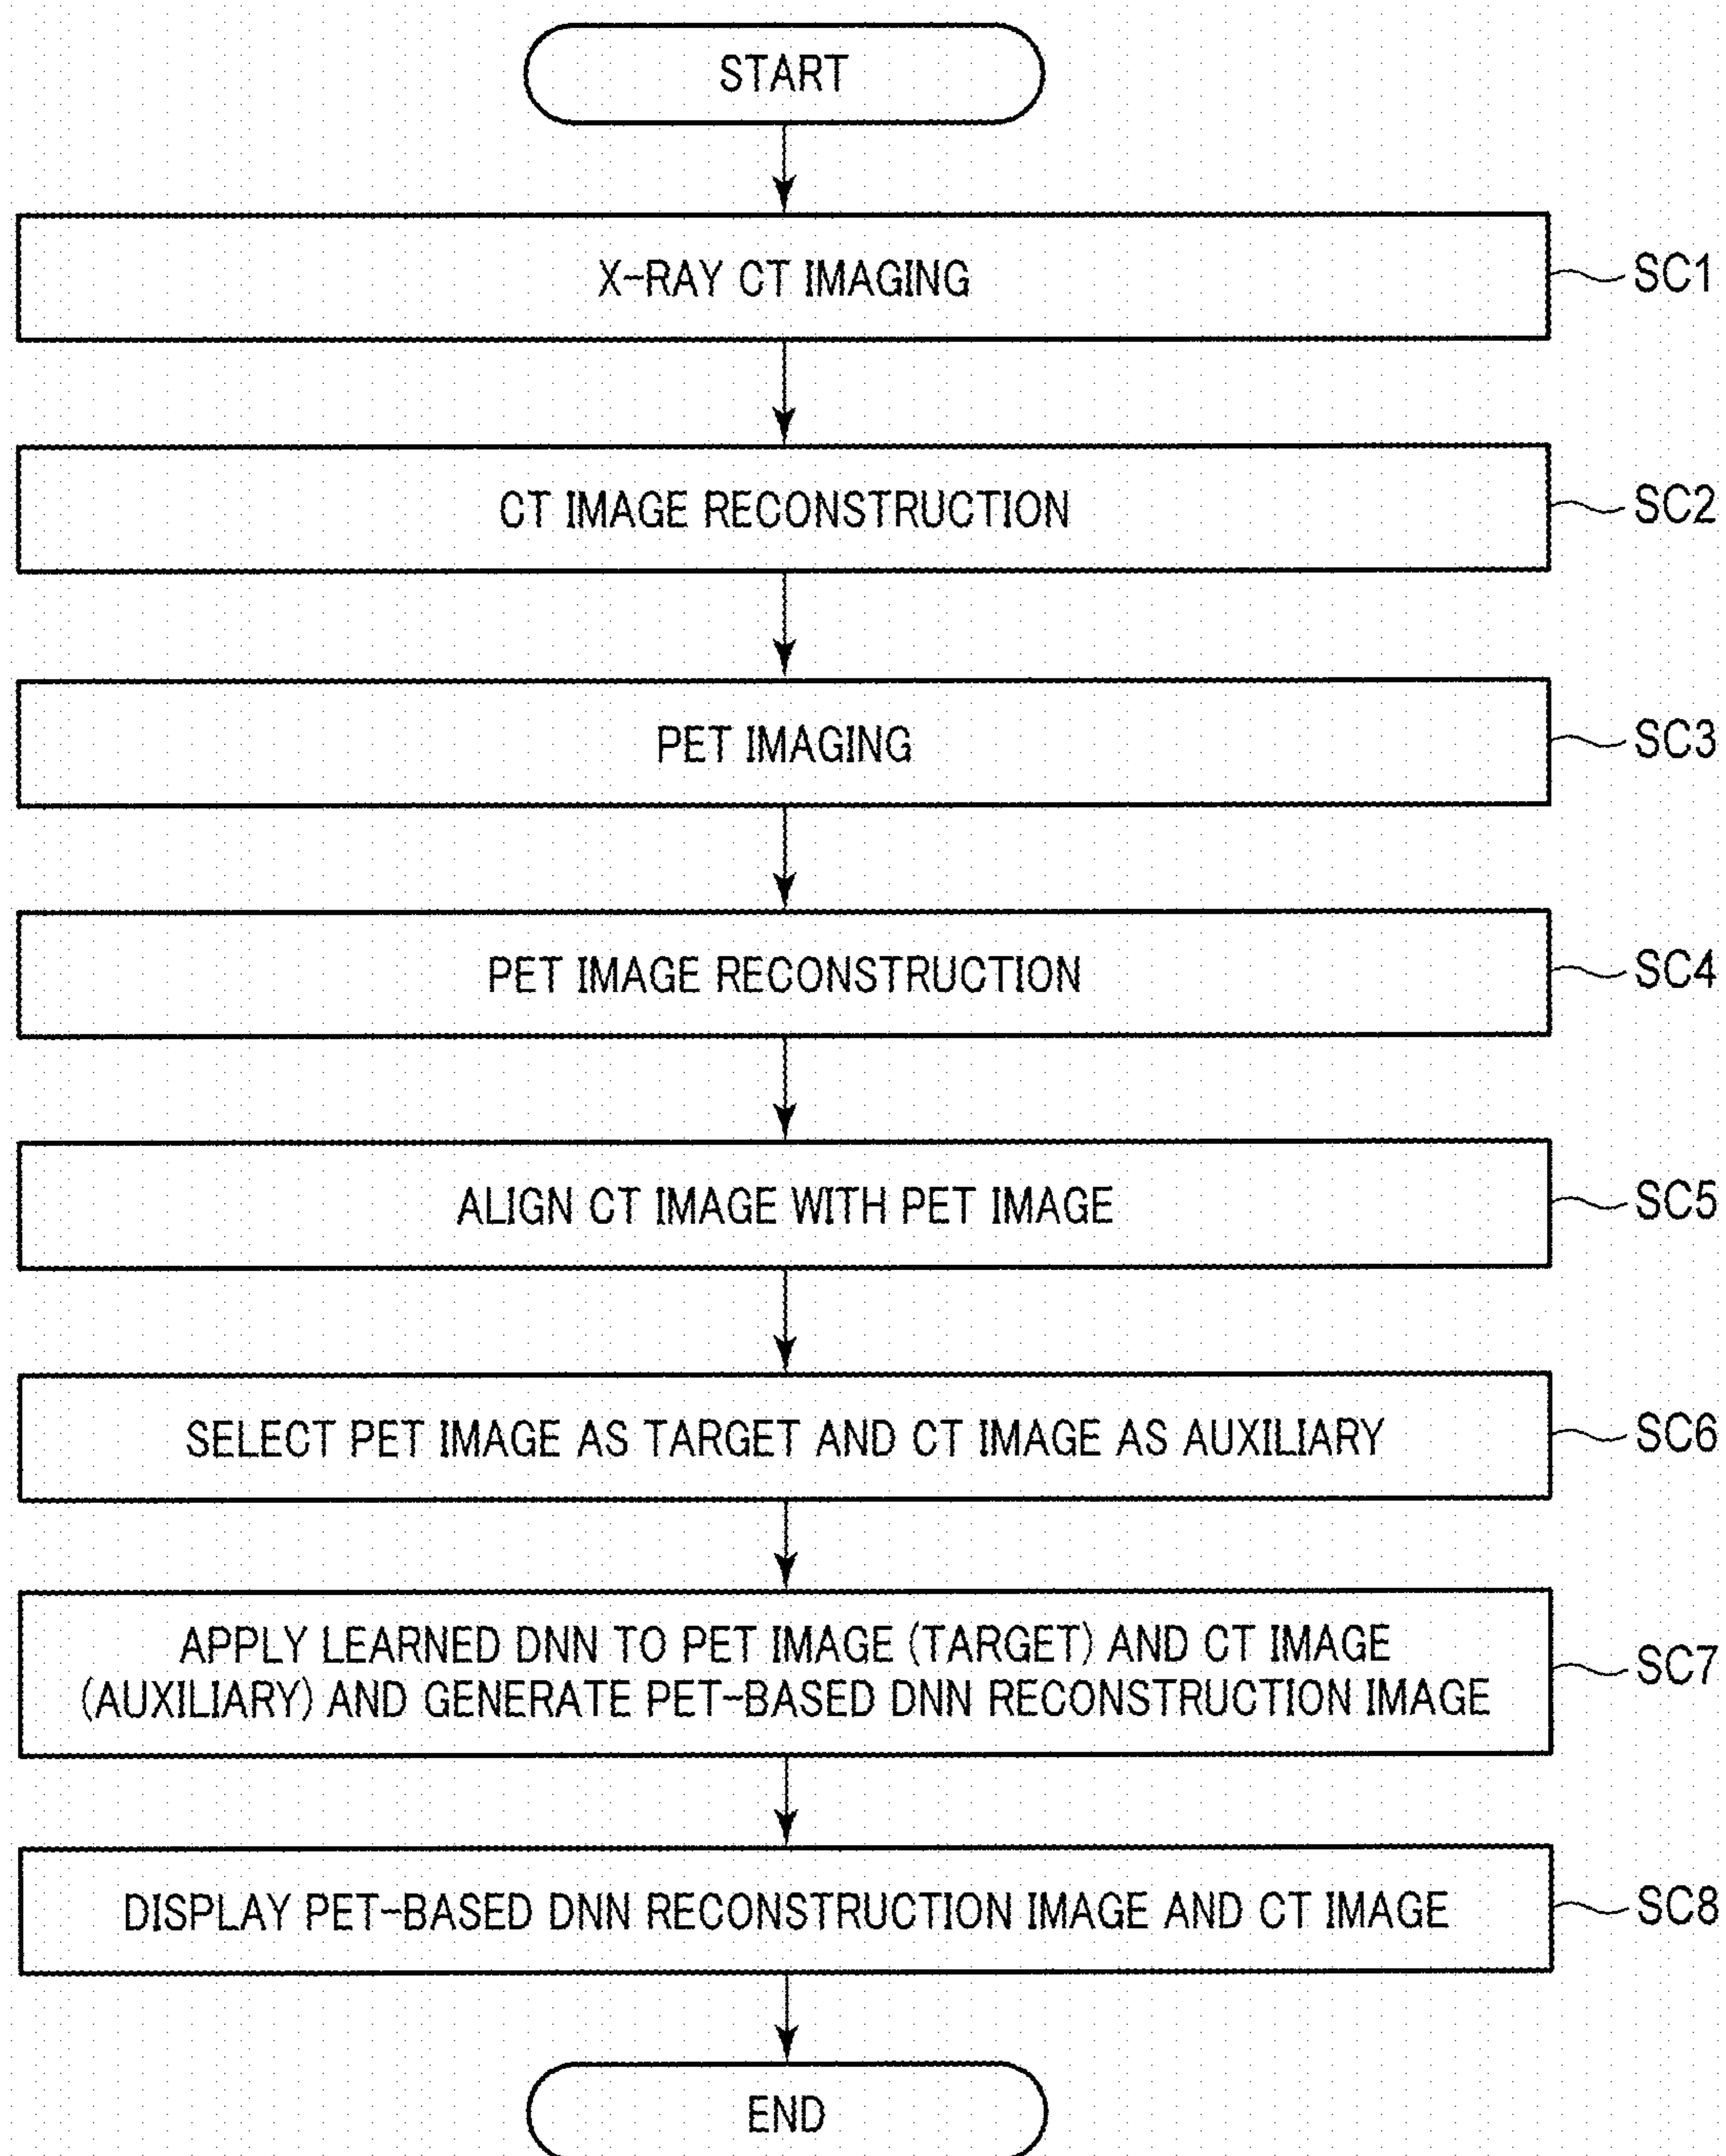 START
X-RAY CT IMAGING
SC1
CT IMAGE RECONSTRUCTION
SC2
PET IMAGING
SC3
PET IMAGE RECONSTRUCTION
SC4
ALIGN CT IMAGE WITH PET IMAGE
SC5
SELECT PET IMAGE AS TARGET AND CT IMAGE AS AUXILIARY
SC6
APPLY LEARNED DNN TO PET IMAGE (TARGET) AND CT IMAGE
(AUXILIARY) AND GENERATE PET-BASED DNN RECONSTRUCTION IMAGE
SC7
DISPLAY PET-BASED DNN RECONSTRUCTION IMAGE AND CT IMAGE
SC8
END